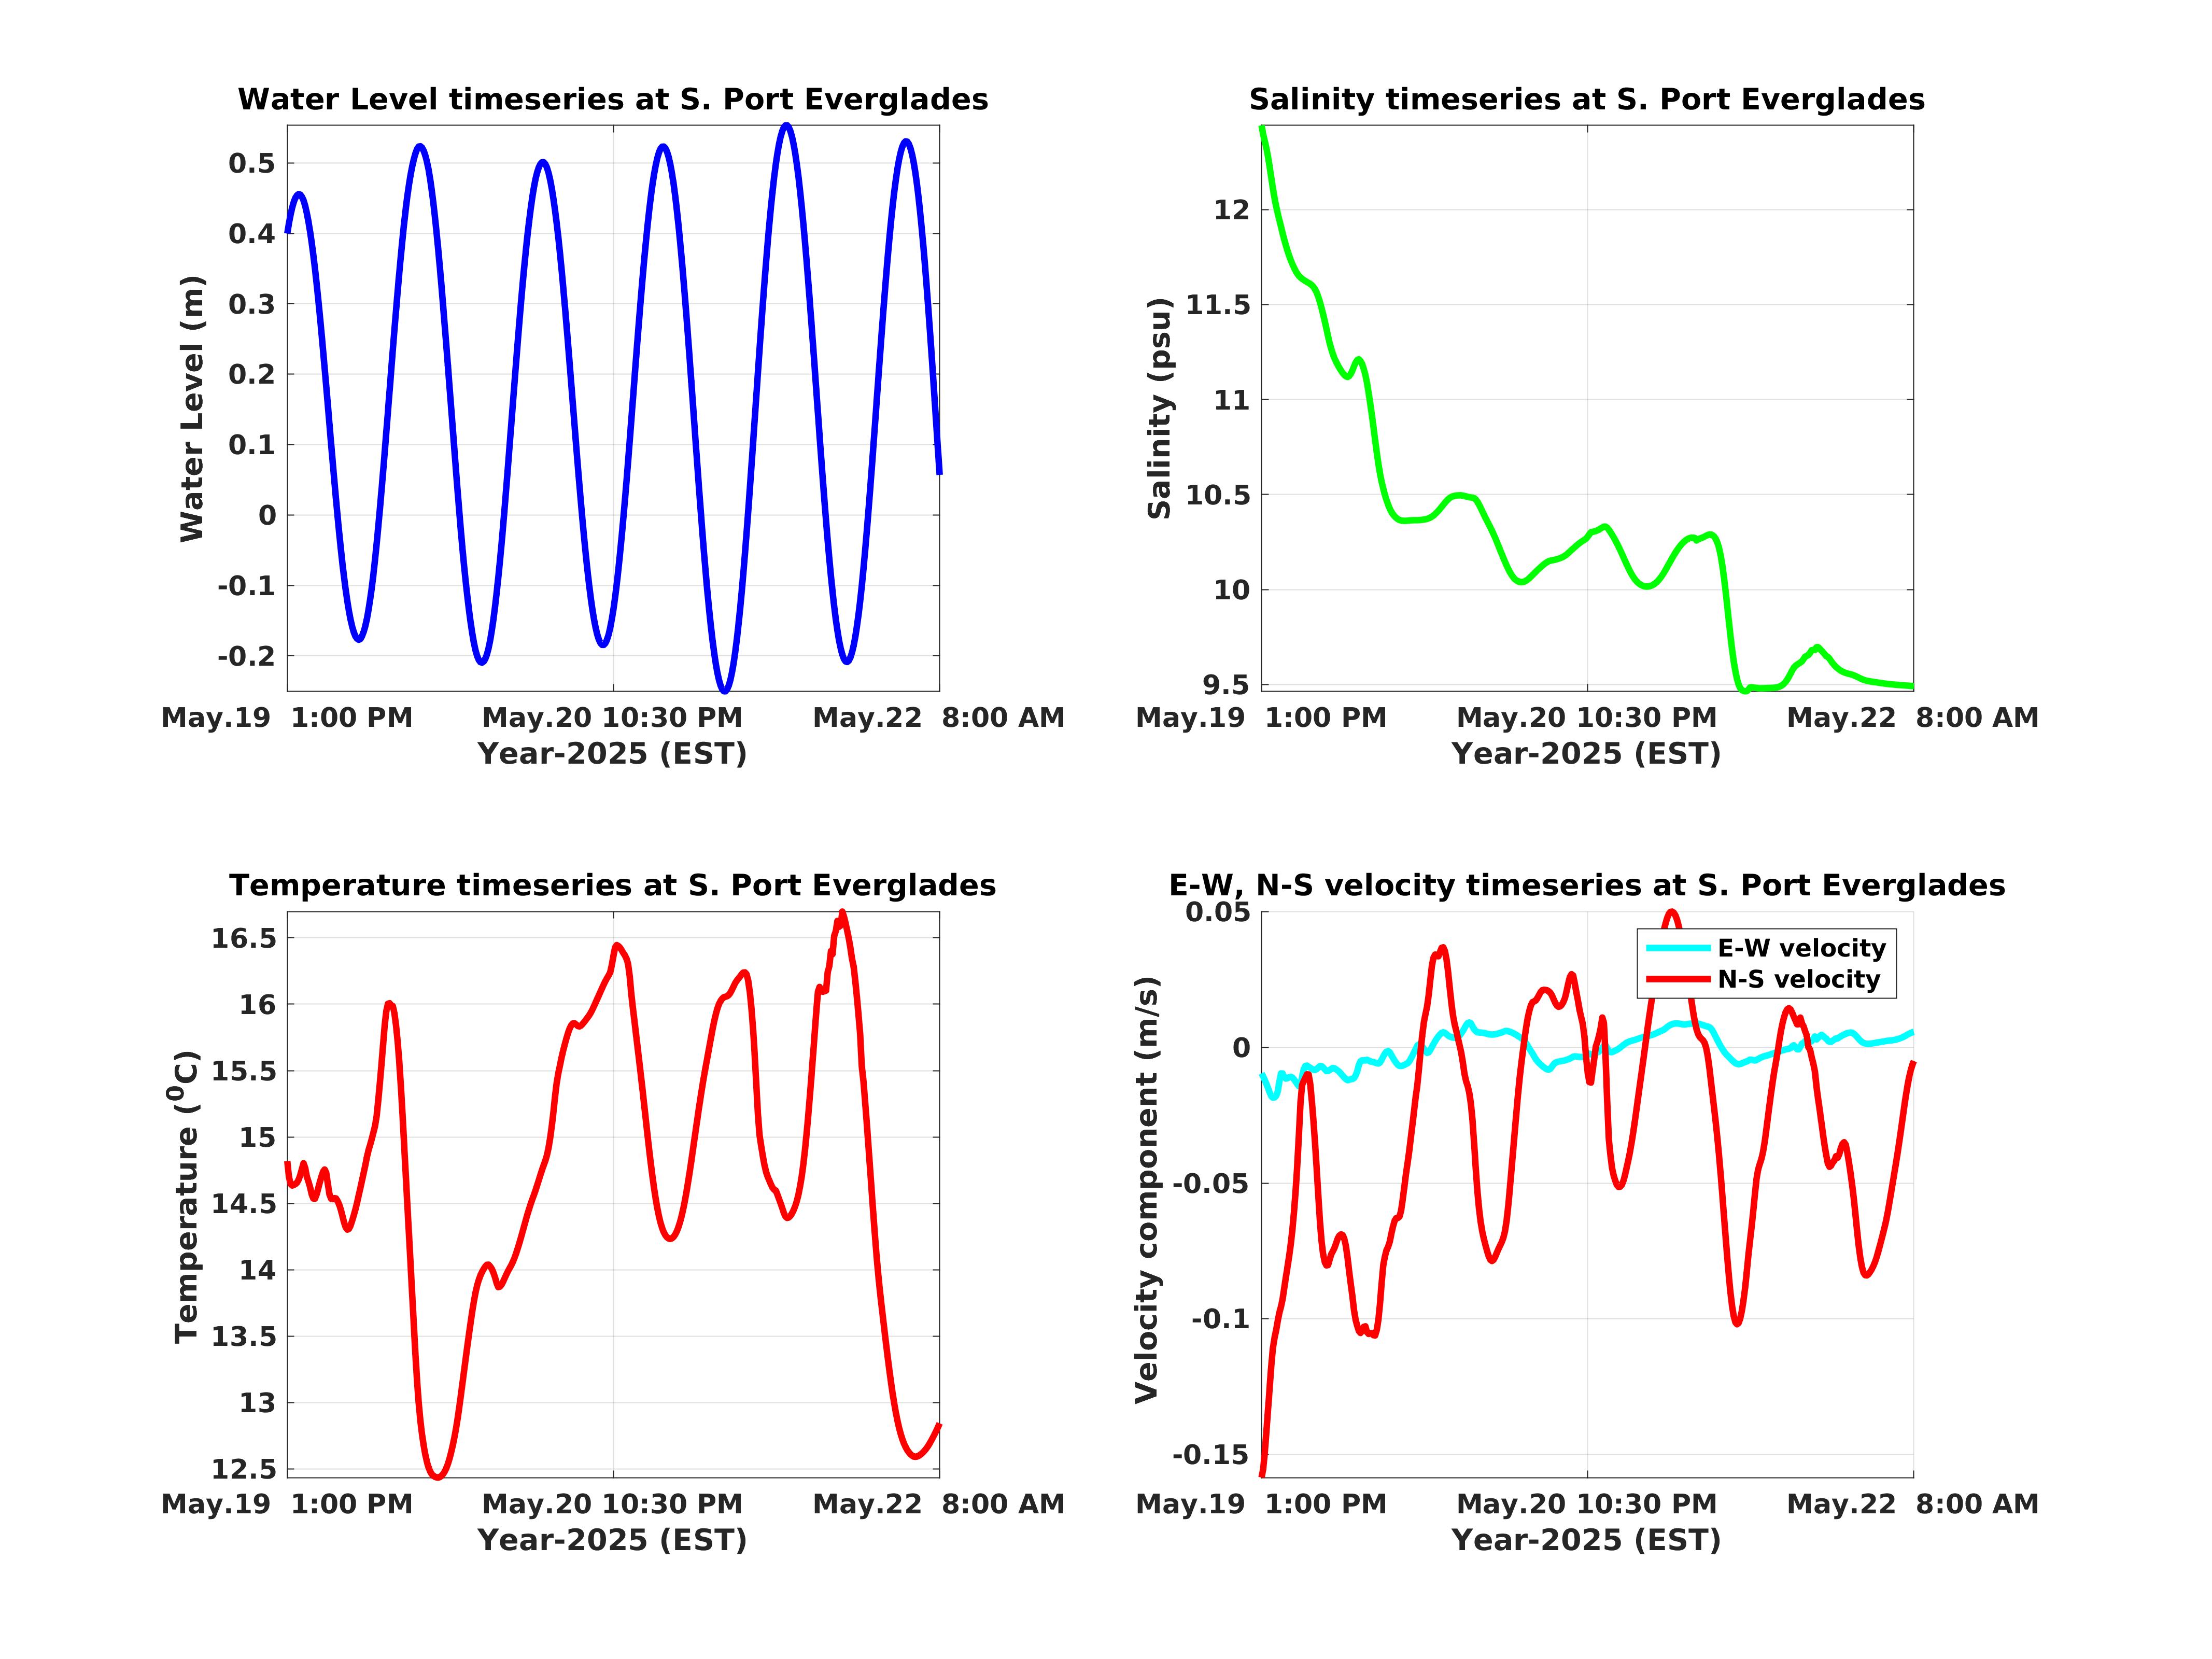 Water Level timeseries at S. Port Everglades
0.5
0.4
0.3
0.2
0.1
0
-0.1
-0.2
Water Level (m)
May.19  1:00 PM
May.20 10:30 PM
May.22  8:00 AM
Year-2025 (EST)
Salinity timeseries at S. Port Everglades
12
11.5
11
10.5
10
9.5
Salinity (psu)
May.19  1:00 PM
May.20 10:30 PM
May.22  8:00 AM
Year-2025 (EST)
Temperature timeseries at S. Port Everglades
16.5
16
15.5
15
14.5
14
13.5
13
12.5
Temperature (⁰C)
May.19  1:00 PM
May.20 10:30 PM
May.22  8:00 AM
Year-2025 (EST)
E-W, N-S velocity timeseries at S. Port Everglades
0.05
0
-0.05
-0.1
-0.15
Velocity component (m/s)
E-W velocity
N-S velocity
May.19  1:00 PM
May.20 10:30 PM
May.22  8:00 AM
Year-2025 (EST)